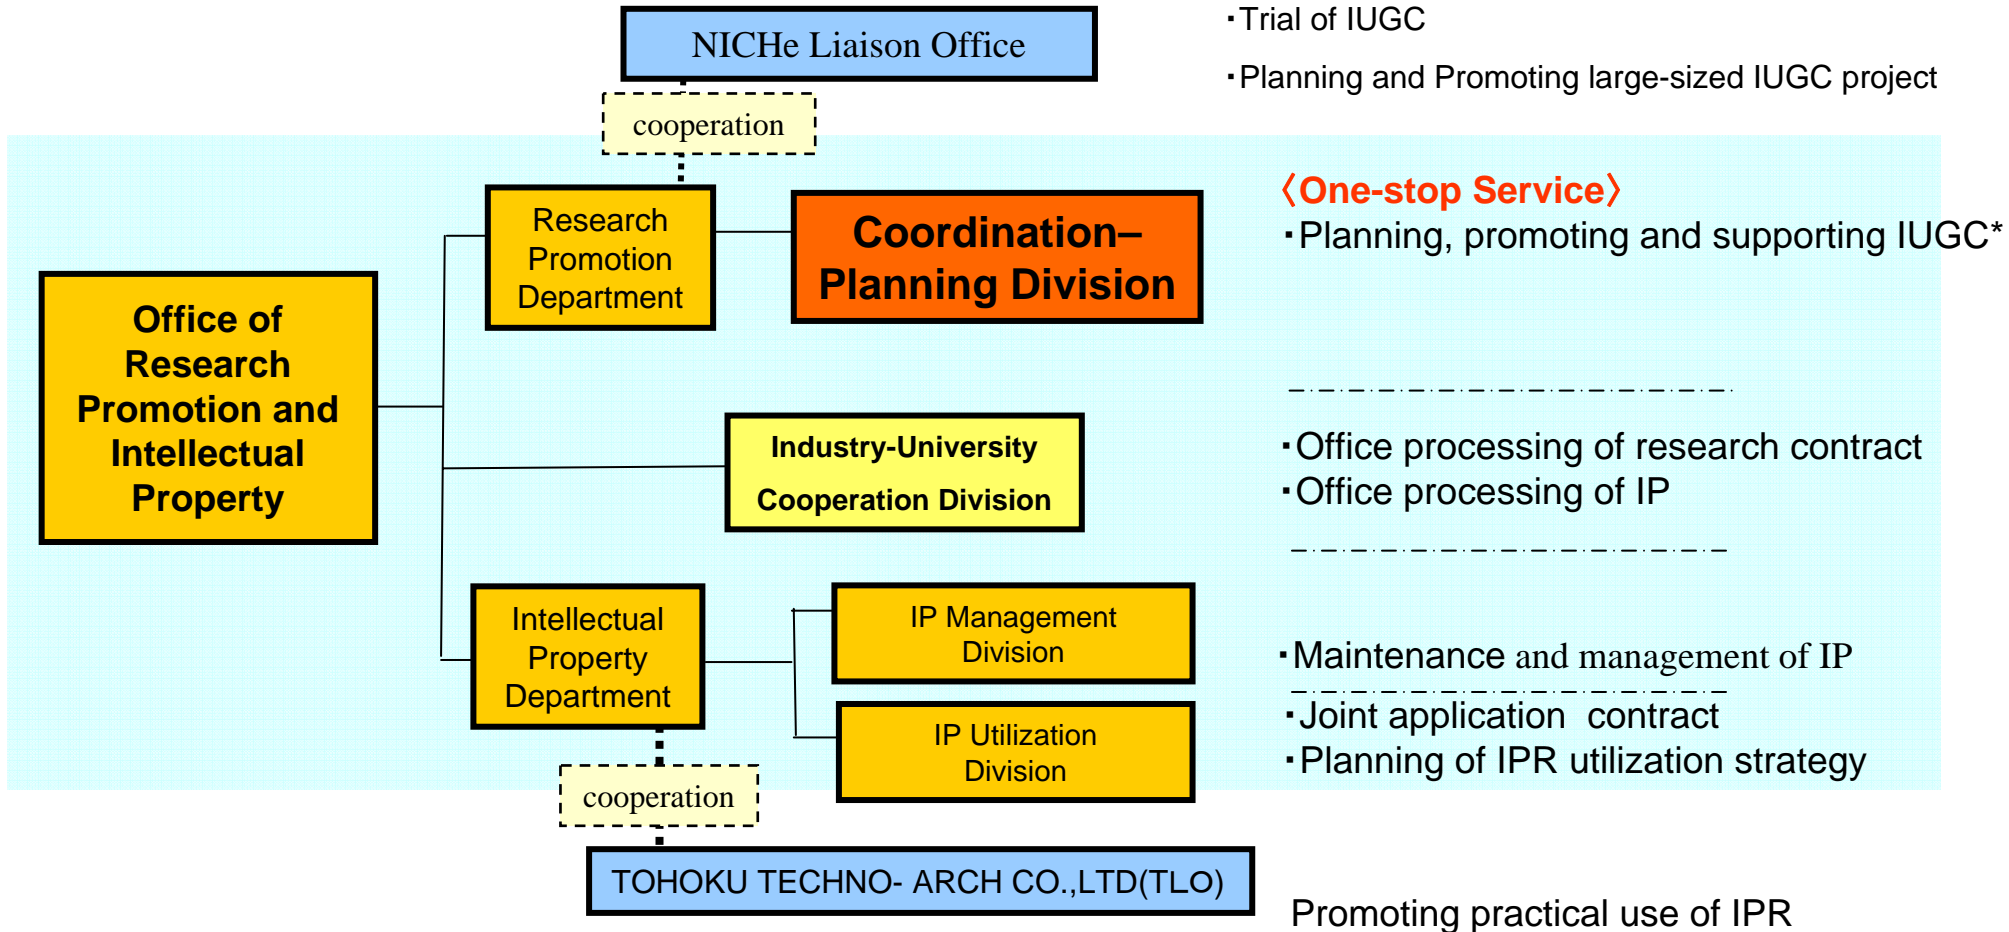 NICHe Liaison Office
・Trial of IUGC
・Planning and Promoting large-sized IUGC project
cooperation
Research
Promotion
Department
Coordination–
Planning Division
〈One-stop Service〉
・Planning, promoting and supporting IUGC*
Office of
Research
Promotion and
Intellectual
Property
Industry-University
Cooperation Division
・Office processing of research contract
・Office processing of IP
Intellectual
Property
Department
IP Management
Division
・Maintenance and management of IP
IP Utilization
Division
・Joint application contract
・Planning of IPR utilization strategy
cooperation
TOHOKU TECHNO- ARCH CO.,LTD(TLO)
Promoting practical use of IPR